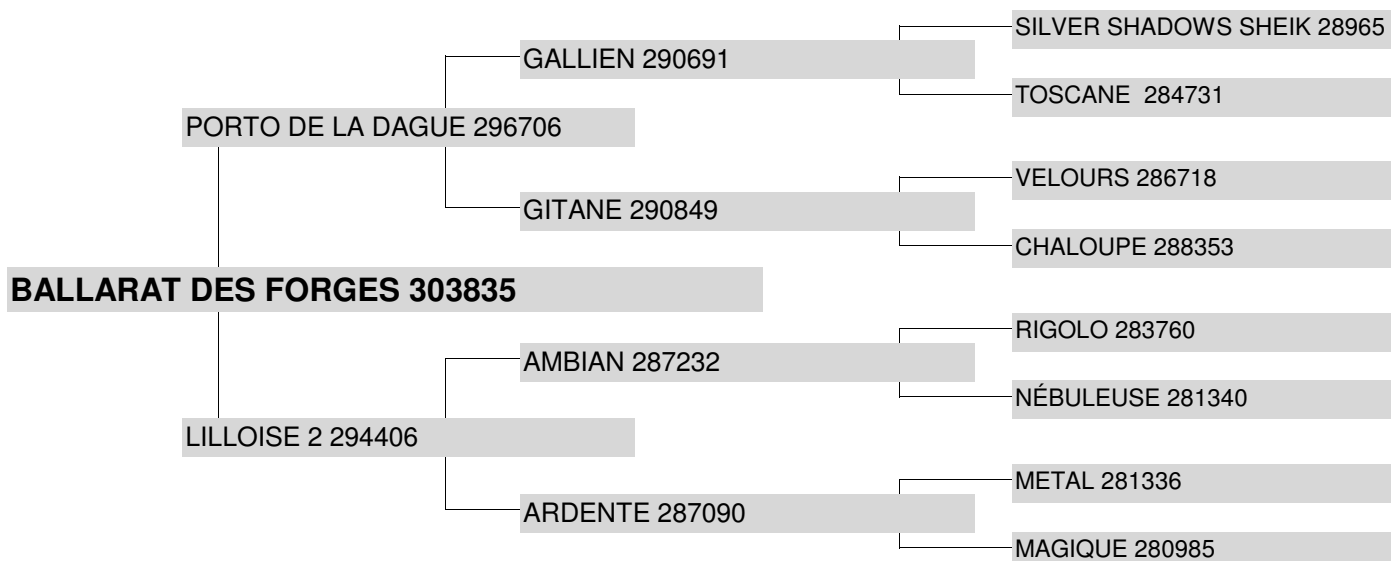 SILVER SHADOWS SHEIK 28965
GALLIEN 290691
TOSCANE 284731
PORTO DE LA DAGUE 296706
VELOURS 286718
GITANE 290849
CHALOUPE 288353
BALLARAT DES FORGES 303835
RIGOLO 283760
AMBIAN 287232
NÉBULEUSE 281340
LILLOISE 2 294406
METAL 281336
ARDENTE 287090
MAGIQUE 280985